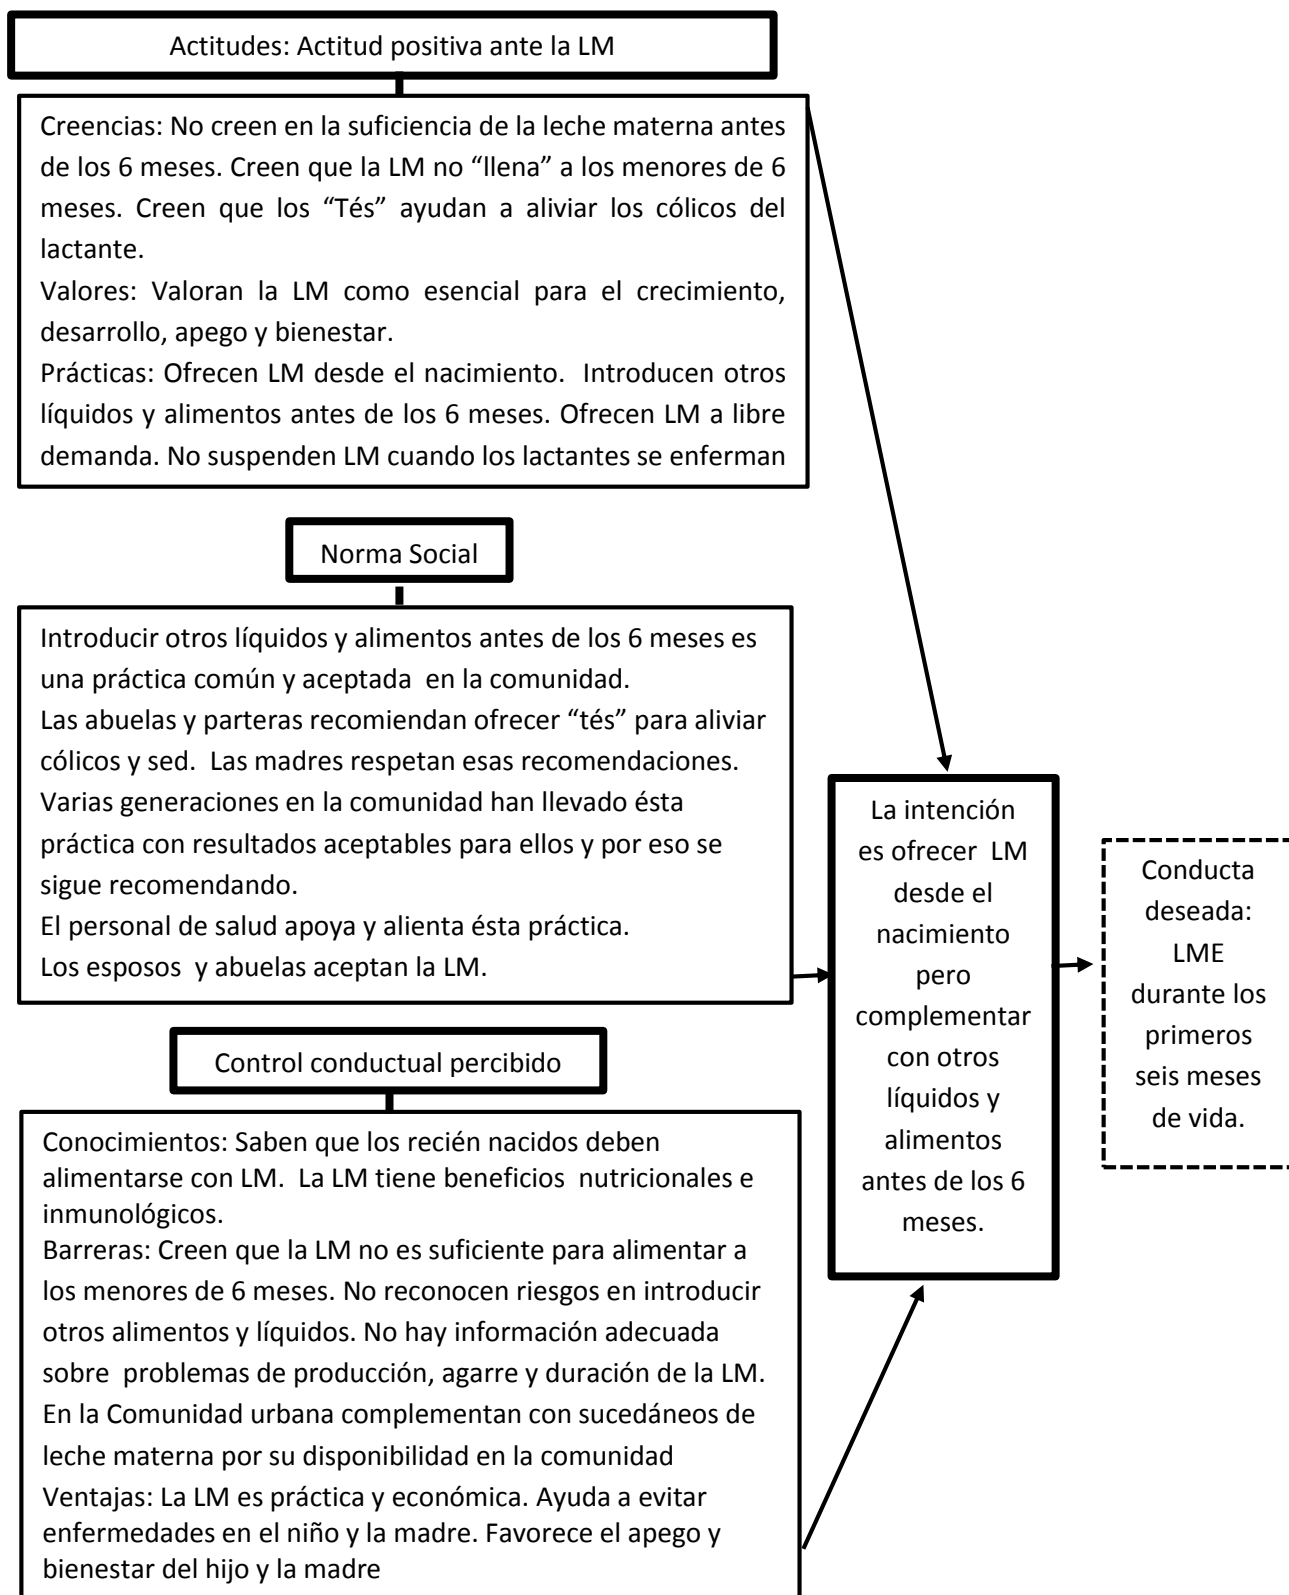 Actitudes: Actitud positiva ante la LM
Creencias: No creen en la suficiencia de la leche materna antes
de los 6 meses. Creen que la LM no “llena” a los menores de 6
meses. Creen que los “Tés” ayudan a aliviar los cólicos del
lactante.
Valores: Valoran la LM como esencial para el crecimiento,
desarrollo, apego y bienestar.
Prácticas: Ofrecen LM desde el nacimiento. Introducen otros
líquidos y alimentos antes de los 6 meses. Ofrecen LM a libre
demanda. No suspenden LM cuando los lactantes se enferman
Norma Social
Introducir otros líquidos y alimentos antes de los 6 meses es
una práctica común y aceptada en la comunidad.
Las abuelas y parteras recomiendan ofrecer “tés” para aliviar
cólicos y sed. Las madres respetan esas recomendaciones.
Varias generaciones en la comunidad han llevado ésta
práctica con resultados aceptables para ellos y por eso se
sigue recomendando.
El personal de salud apoya y alienta ésta práctica.
Los esposos y abuelas aceptan la LM.
Control conductual percibido
Conocimientos: Saben que los recién nacidos deben
alimentarse con LM. La LM tiene beneficios nutricionales e
inmunológicos.
Barreras: Creen que la LM no es suficiente para alimentar a
los menores de 6 meses. No reconocen riesgos en introducir
otros alimentos y líquidos. No hay información adecuada
sobre problemas de producción, agarre y duración de la LM.
En la Comunidad urbana complementan con sucedáneos de
leche materna por su disponibilidad en la comunidad
Ventajas: La LM es práctica y económica. Ayuda a evitar
enfermedades en el niño y la madre. Favorece el apego y
bienestar del hijo y la madre
La intención
es ofrecer LM
desde el
nacimiento
pero
complementar
con otros
líquidos y
alimentos
antes de los 6
meses.
Conducta
deseada:
LME
durante los
primeros
seis meses
de vida.